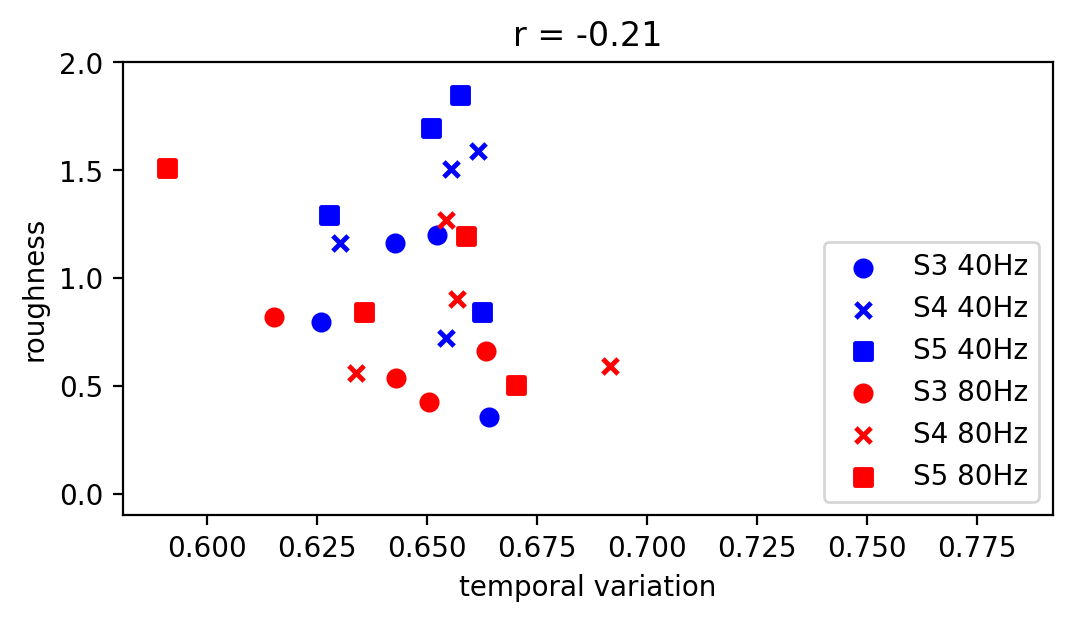 r = -0.21
roughness
2.0
1.5
1.0
0.5
0.0
S3 40Hz
S4 40Hz
S5 40Hz
S3 80Hz
S4 80Hz
S5 80Hz
0.600 0.625 0.650 0.675 0.700 0.725 0.750 0.775
temporal variation